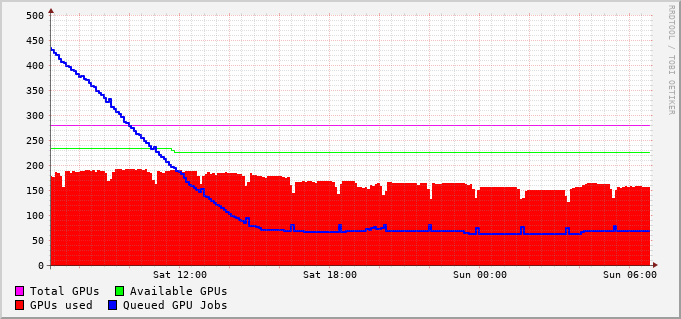 500
450
400
350
300
250
200
150
100
50
0
Sat 12:00 Sat 18:00 Sun 00:00 Sun 06:00
Total GPUs Available GPUs
GPUs used Queued GPU Jobs
RRDTOOL / TOBI OETIKER